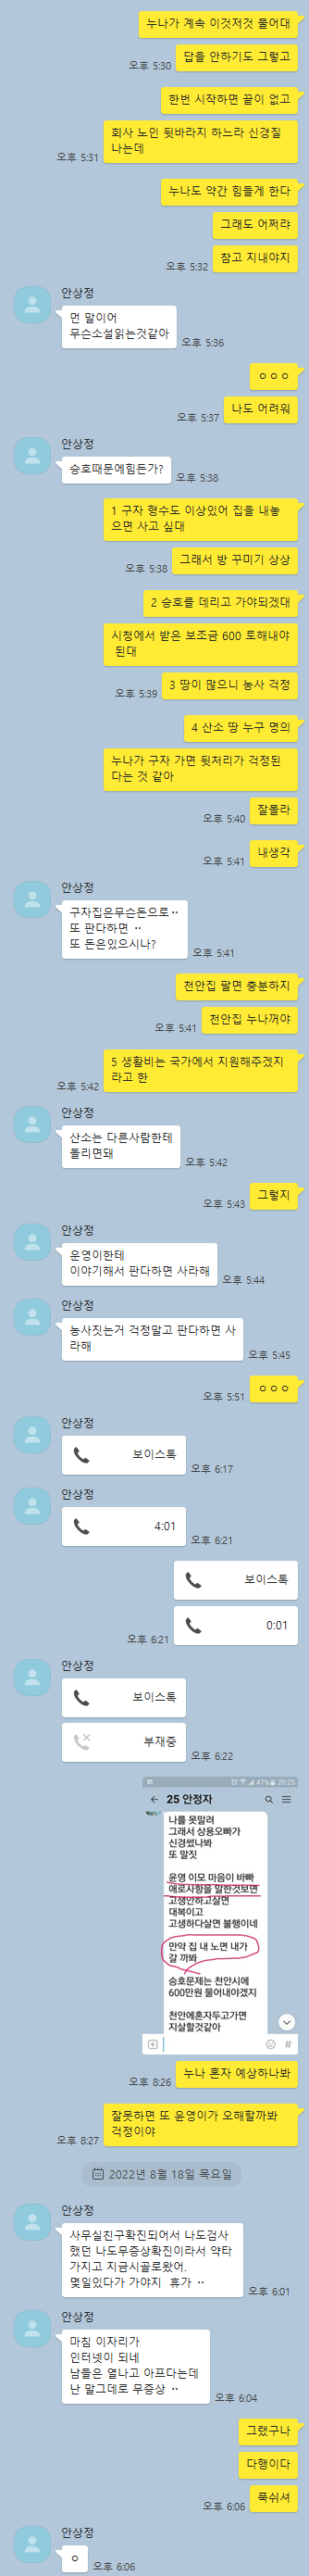 누나가 계속 이것저것 물어대
답을 안하기도 그렇고
오후 5:30
한번 시작하면 끝이 없고
회사 노인 뒷바라지 하느라 신경질
나는데
오후 5:31
누나도 약간 힘들게 한다
그래도 어쩌랴
참고 지내야지
오후 5:32
안상정
먼 말이어
무슨소설읽는것같아
오후 5:36
ㅇㅇㅇ
나도 어려워
오후 5:37
안상정
승호때문에힘든가?
오후 5:38
1 구자 형수도 이상있어 집을 내놓
으면 사고 싶대
그래서 방 꾸미기 상상
오후 5:38
2 승호를 데리고 가야되겠대
시청에서 받은 보조금 600 토해내야
된대
3 땅이 많으니 농사 걱정
오후 5:39
4 산소 땅 누구 명의
누나가 구자 가면 뒷처리가 걱정된
다는 것 같아
잘몰라
오후 5:40
내생각
오후 5:41
안상정
구자집은무슨돈으로··
또 판다하면 ··
또 돈은있으시나?
오후 5:41
천안집 팔면 충분하지
천안집 누나꺼야
오후 5:41
5 생활비는 국가에서 지원해주겠지
라고 한
오후 5:42
안상정
산소는 다른사람한테
돌리면돼
오후 5:42
그렇지
오후 5:43
안상정
운영이한테
이야기해서 판다하면 사라해
오후 5:44
안상정
농사짓는거 걱정말고 판다하면 사
라해
오후 5:45
ㅇㅇㅇ
오후 5:51
안상정
보이스톡
오후 6:17
안상정
4:01
오후 6:21
보이스톡
0:01
오후 6:21
안상정
보이스톡
부재중
오후 6:22
47% 20:25
25 안정자
나를 못말려
그래서 상용오빠가
신경썼나봐
또 말짓
윤영 이모 마음이 바빠
애로사항을 말한것보면
고생안하고살면
대복이고
고생하다살면 불행이네
만약 집 내 노면 내가
갈 까봐
승호문제는 천안시에
600만원 물어내야겠지
천안에혼자두고가면
지살할것같아
누나 혼자 예상하나봐
오후 8:26
잘못하면 또 윤영이가 오해할까봐
걱정이야
오후 8:27
2022년 8월 18일 목요일
안상정
사무실친구확진되어서 나도검사
했던 나도무증상확진이라서 약타
가지고 지금시골로왔어.
몇일있다가 가야지 휴가 ··
오후 6:01
안상정
마침 이자리가
인터넷이 되네
남들은 열나고 아프다는데
난 말그데로 무증상 ··
오후 6:04
그랬구나
다행이다
푹쉬셔
오후 6:06
안상정
ㅇ
오후 6:06